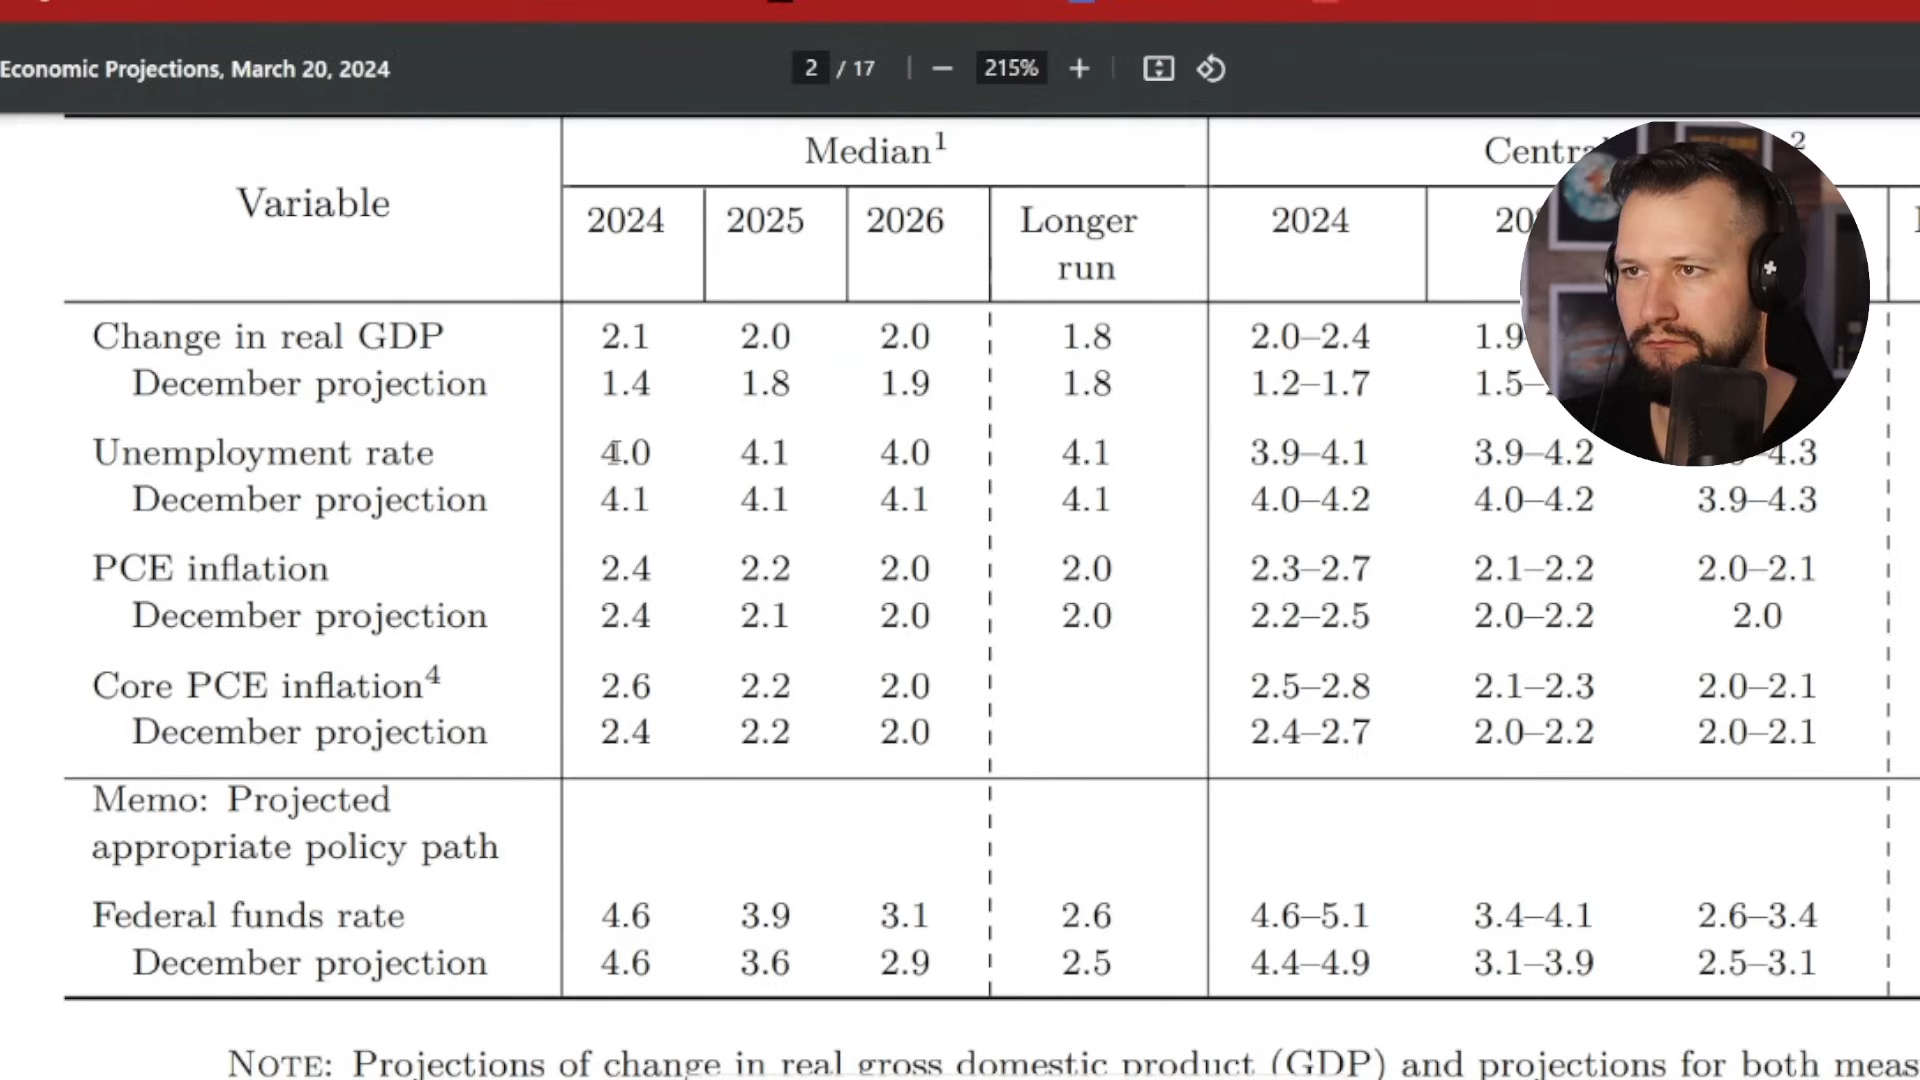 Economic Projections, March 20, 2024 2 / 17 | — 215% +
Median¹ 2
Variable 2024 2025 2026 Longer run 2024
Change in real GDP 2.1 2.0 2.0 1.8 2.0–2.4 1.9
December projection 1.4 1.8 1.9 1.8 1.2–1.7 1.5–
Unemployment rate 4.0 4.1 4.0 4.1 3.9–4.1 3.9–4.2 4.3
December projection 4.1 4.1 4.1 4.1 4.0–4.2 4.0–4.2 3.9–4.3
PCE inflation 2.4 2.2 2.0 2.0 2.3–2.7 2.1–2.2 2.0–2.1
December projection 2.4 2.1 2.0 2.0 2.2–2.5 2.0–2.2 2.0
Core PCE inflation⁴ 2.6 2.2 2.0 2.5–2.8 2.1–2.3 2.0–2.1
December projection 2.4 2.2 2.0 2.4–2.7 2.0–2.2 2.0–2.1
Memo: Projected
appropriate policy path
Federal funds rate 4.6 3.9 3.1 2.6 4.6–5.1 3.4–4.1 2.6–3.4
December projection 4.6 3.6 2.9 2.5 4.4–4.9 3.1–3.9 2.5–3.1
NOTE: Projections of change in real gross domestic product (GDP) and projections for both meas